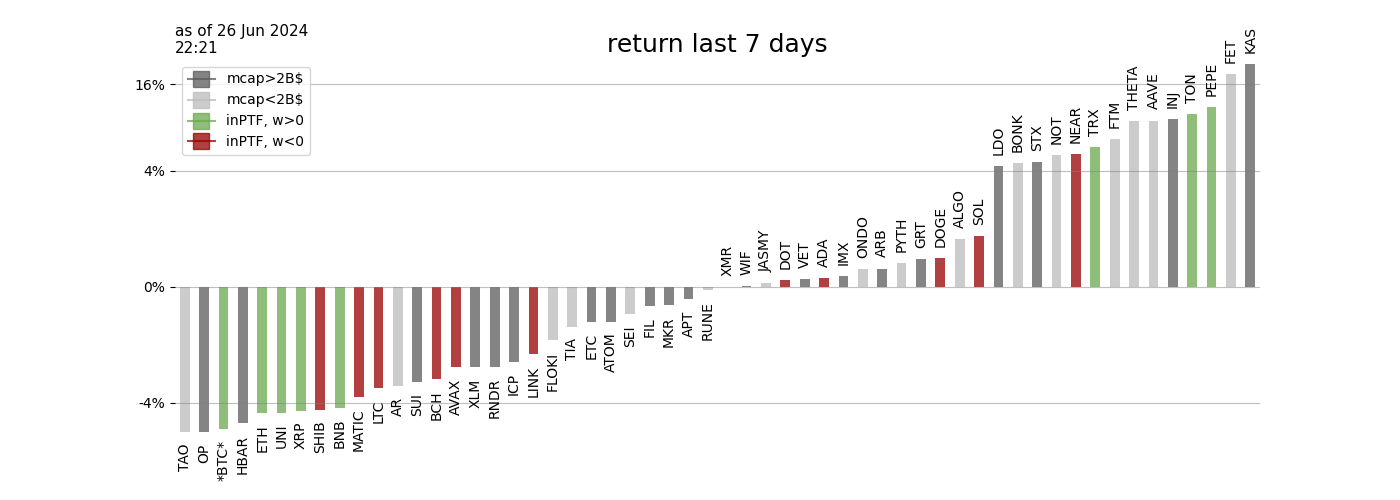 as of 26 Jun 2024
22:21
return last 7 days
mcap>2B$
mcap<2B$
inPTF, w>0
inPTF, w<0
16%
4%
0%
-4%
TAO
OP
*BTC*
HBAR
ETH
UNI
XRP
SHIB
BNB
MATIC
LTC
AR
SUI
BCH
AVAX
XLM
RNDR
ICP
LINK
FLOKI
TIA
ETC
ATOM
SEI
FIL
MKR
APT
RUNE
XMR
WIF
JASMY
DOT
VET
ADA
IMX
ONDO
ARB
PYTH
GRT
DOGE
ALGO
SOL
LDO
BONK
STX
NOT
NEAR
TRX
FTM
THETA
AAVE
INJ
TON
PEPE
FET
KAS